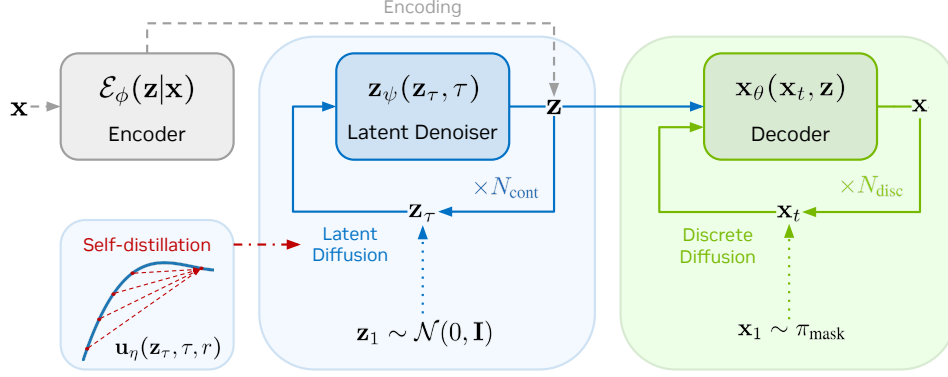 Encoding
x
ℰ_ϕ(z|x)
Encoder
z_ψ(z_τ, τ)
Latent Denoiser
z
x_θ(x_t, z)
Decoder
x
×N_cont
×N_disc
z_τ
x_t
Self-distillation
Latent
Diffusion
Discrete
Diffusion
u_η(z_τ, τ, r)
z_1 ∼ 𝒩(0, I)
x_1 ∼ π_mask